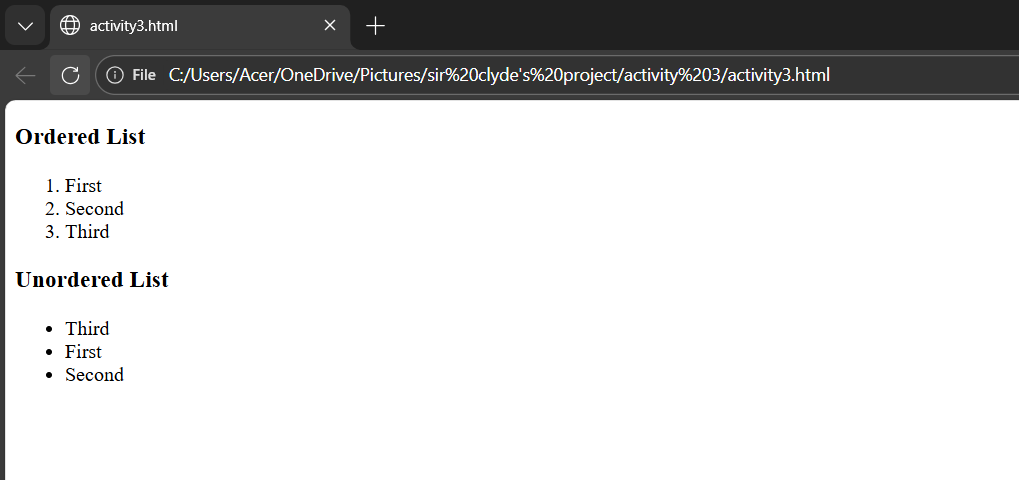 activity3.html
File C:/Users/Acer/OneDrive/Pictures/sir%20clyde's%20project/activity%203/activity3.html
Ordered List
1. First
2. Second
3. Third
Unordered List
• Third
• First
• Second